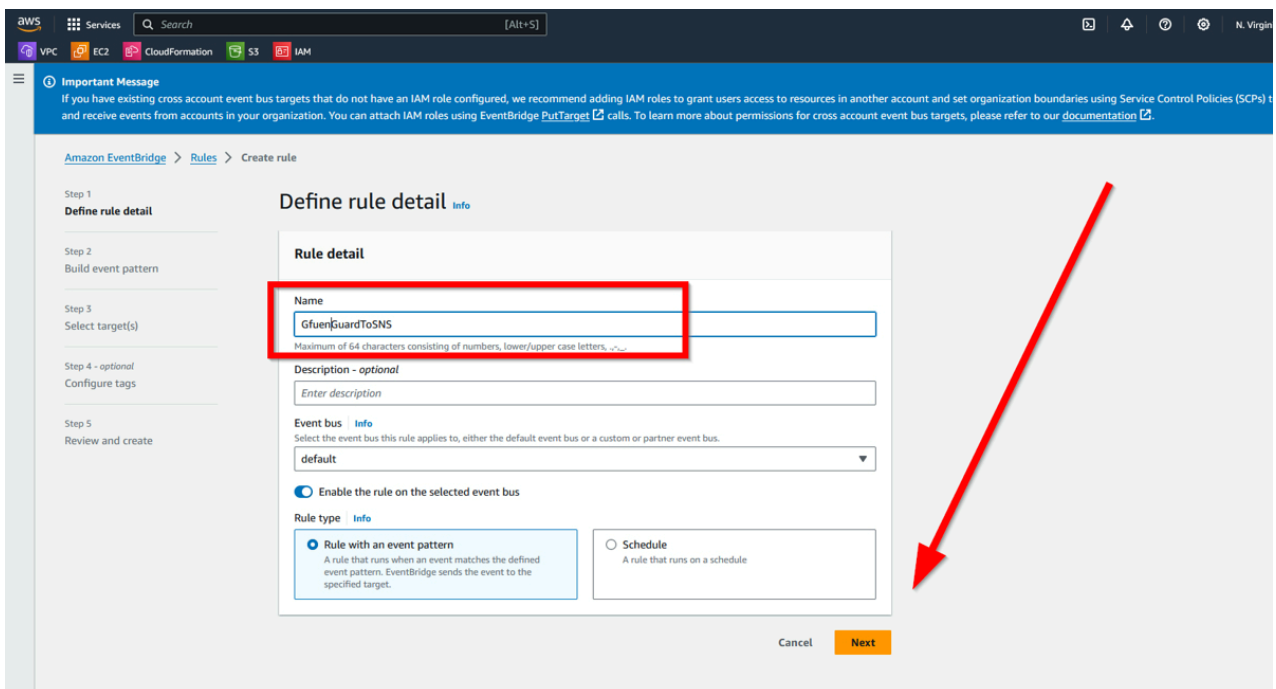 aws
Services
Search
[Alt+S]
N. Virgin
VPC
EC2
CloudFormation
S3
IAM
Important Message
If you have existing cross account event bus targets that do not have an IAM role configured, we recommend adding IAM roles to grant users access to resources in another account and set organization boundaries using Service Control Policies (SCPs) t
and receive events from accounts in your organization. You can attach IAM roles using EventBridge PutTarget calls. To learn more about permissions for cross account event bus targets, please refer to our documentation.
Amazon EventBridge > Rules > Create rule
Step 1
Define rule detail
Step 2
Build event pattern
Step 3
Select target(s)
Step 4 - optional
Configure tags
Step 5
Review and create
Define rule detail Info
Rule detail
Name
GfuenGuardToSNS
Maximum of 64 characters consisting of numbers, lower/upper case letters, .,-,_.
Description - optional
Enter description
Event bus Info
Select the event bus this rule applies to, either the default event bus or a custom or partner event bus.
default
Enable the rule on the selected event bus
Rule type Info
Rule with an event pattern
A rule that runs when an event matches the defined
event pattern. EventBridge sends the event to the
specified target.
Schedule
A rule that runs on a schedule
Cancel
Next